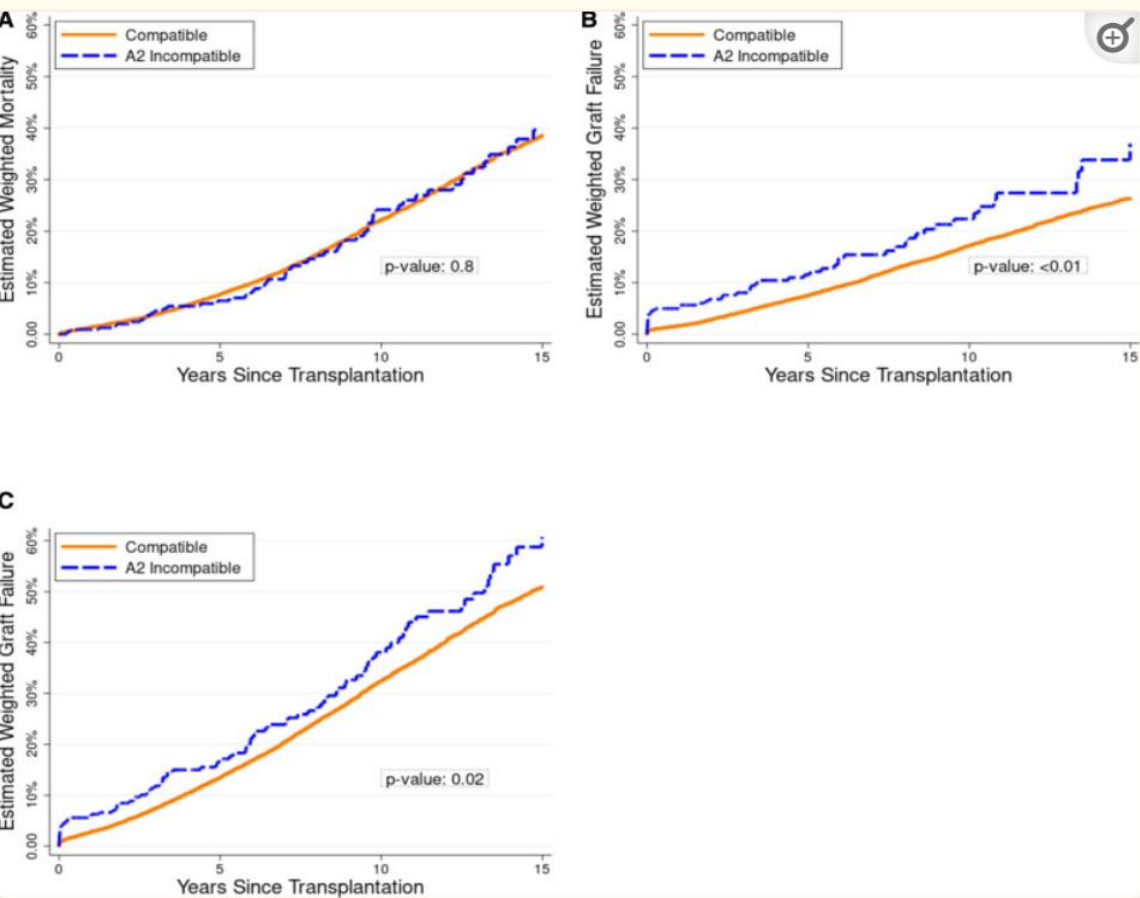 A
Estimated Weighted Mortality
60%
50%
40%
30%
20%
10%
0.00
Compatible
A2 Incompatible
p-value: 0.8
0 5 10 15
Years Since Transplantation
B
Estimated Weighted Graft Failure
60%
50%
40%
30%
20%
10%
0.00
Compatible
A2 Incompatible
p-value: <0.01
0 5 10 15
Years Since Transplantation
C
Estimated Weighted Graft Failure
60%
50%
40%
30%
20%
10%
0.00
Compatible
A2 Incompatible
p-value: 0.02
0 5 10 15
Years Since Transplantation